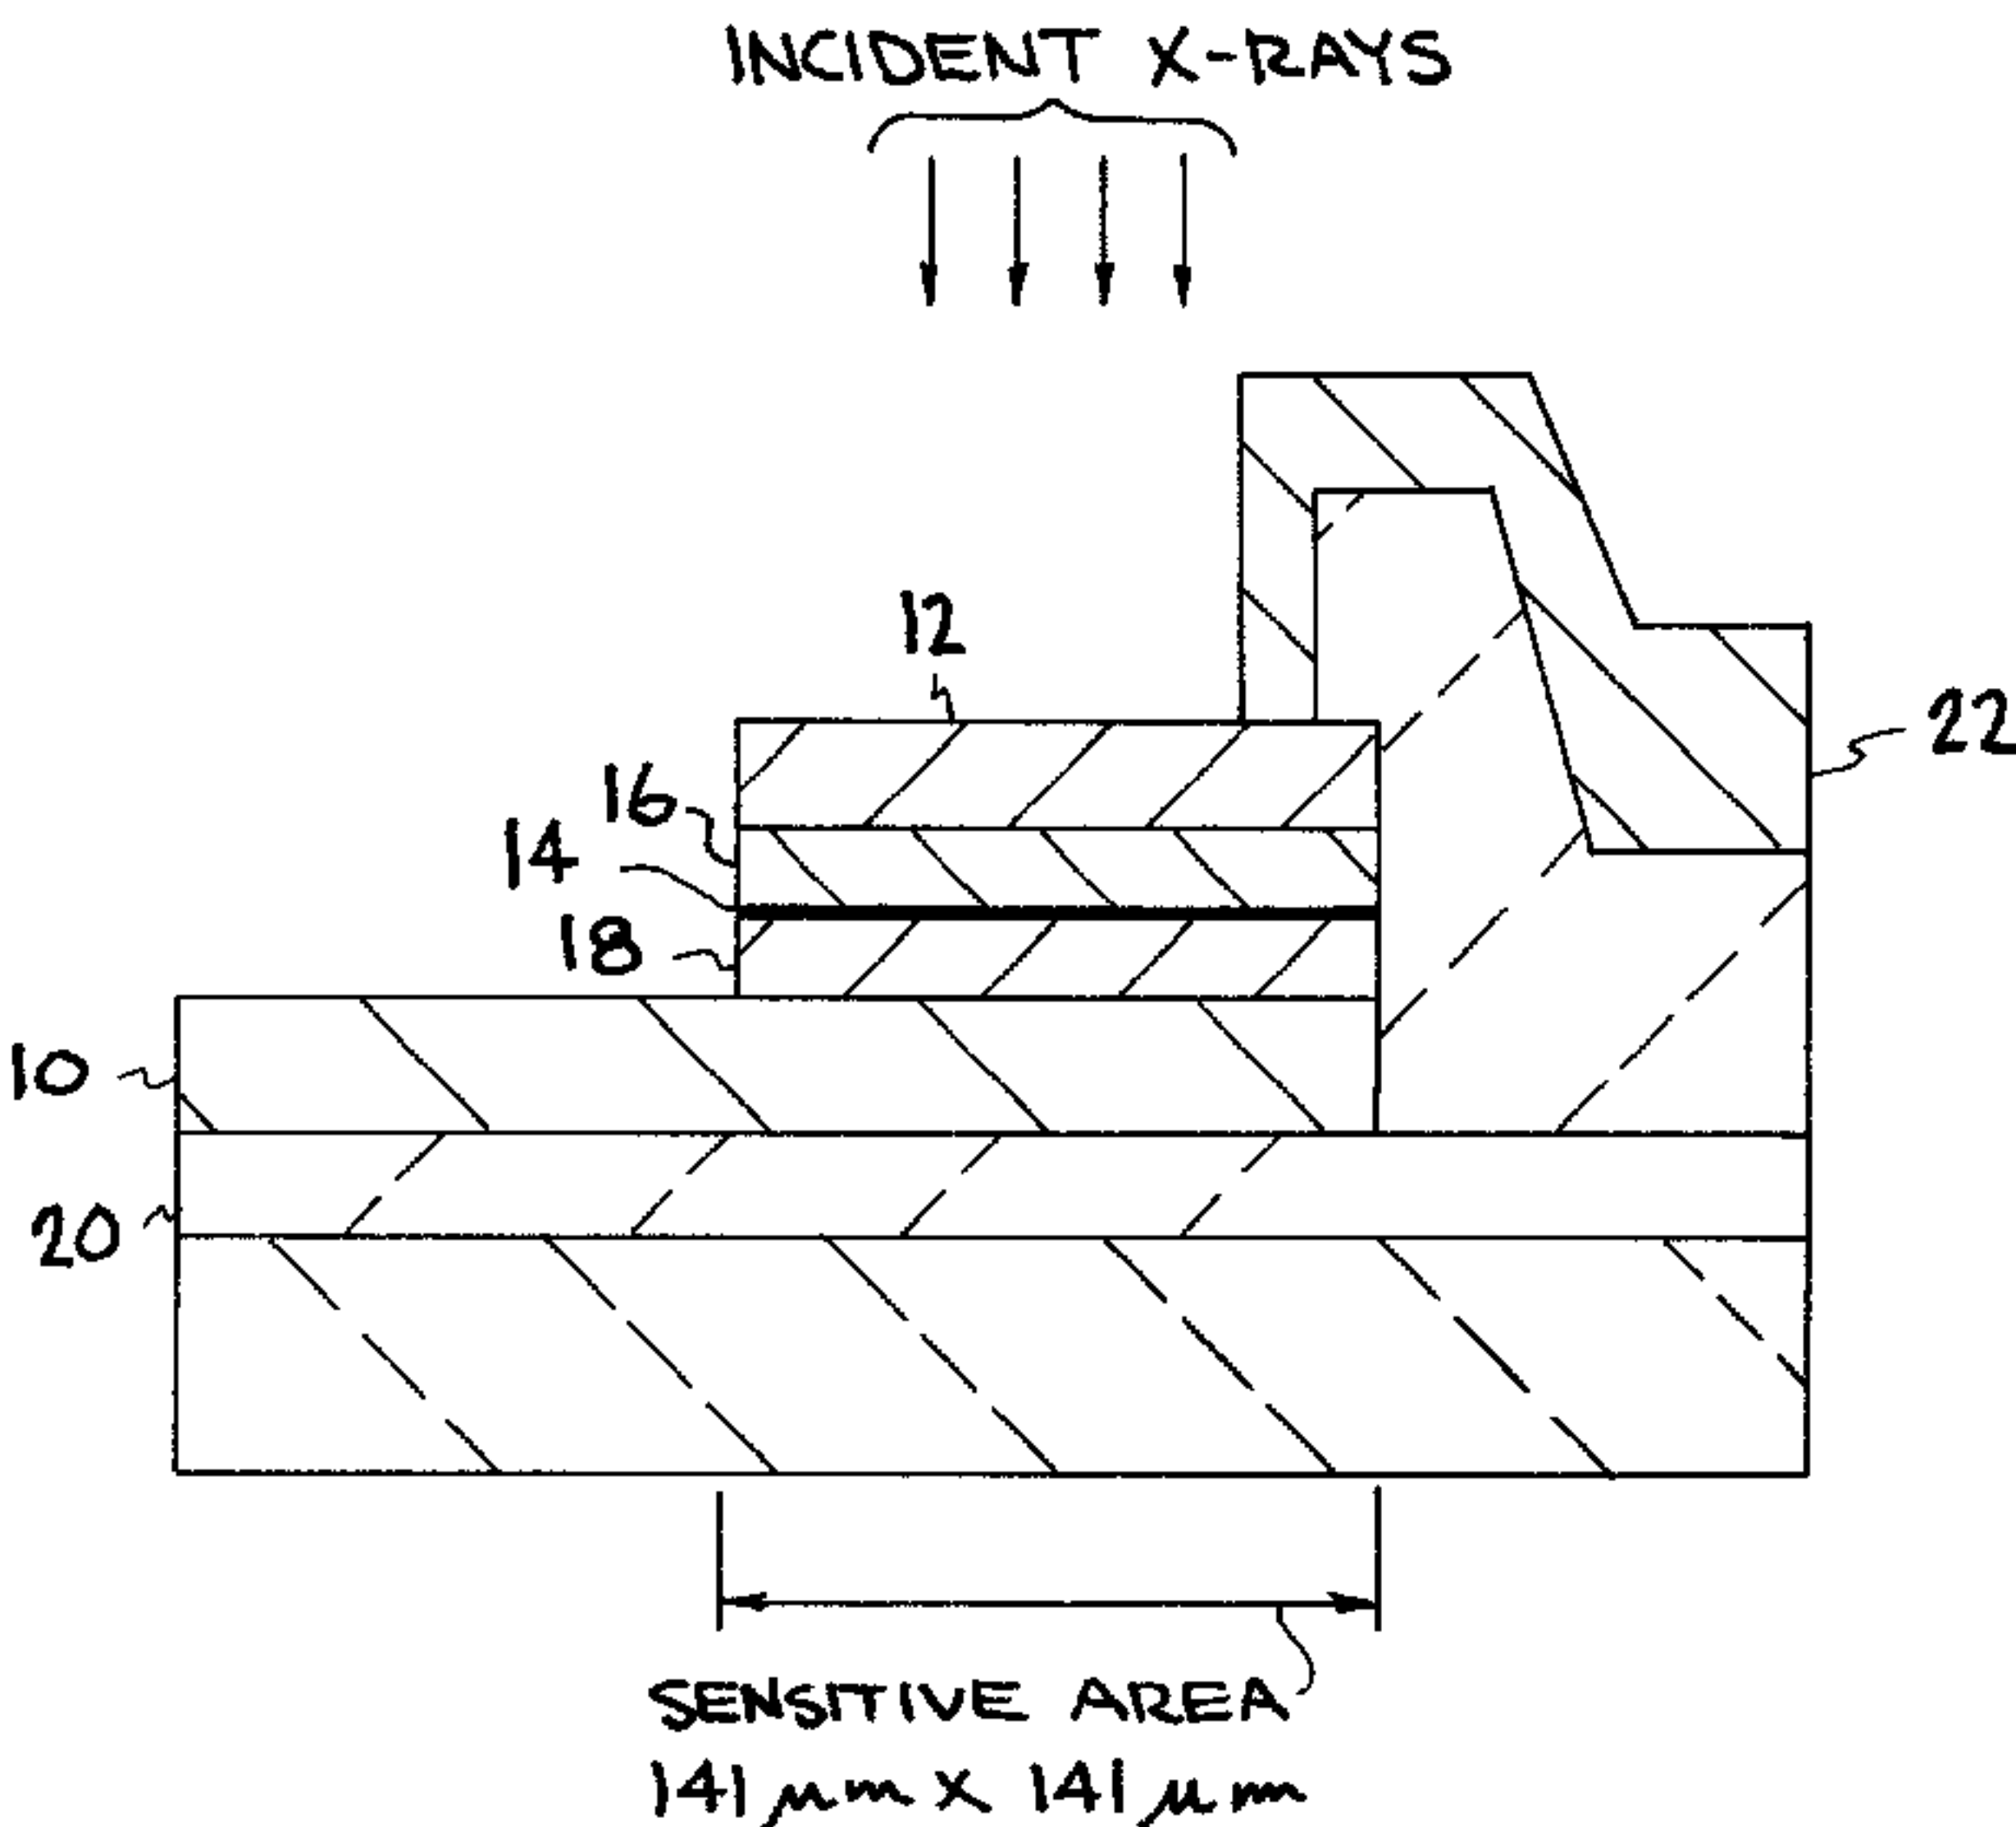 INCIDENT X-RAYS
12
22
16
14
18
10
20
SENSITIVE AREA
141 μm X 141 μm